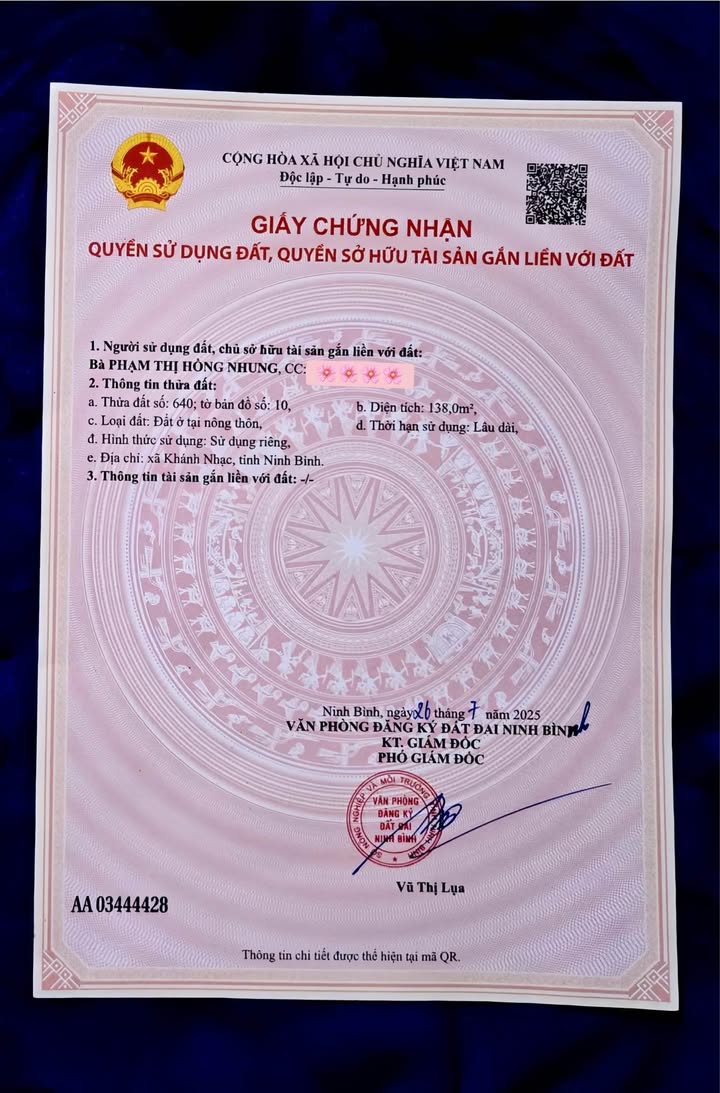 CỘNG HÒA XÃ HỘI CHỦ NGHĨA VIỆT NAM
Độc lập - Tự do - Hạnh phúc
GIẤY CHỨNG NHẬN
QUYỀN SỬ DỤNG ĐẤT, QUYỀN SỞ HỮU TÀI SẢN GẮN LIỀN VỚI ĐẤT
1. Người sử dụng đất, chủ sở hữu tài sản gắn liền với đất:
Bà PHẠM THỊ HỒNG NHUNG, CC:
2. Thông tin thửa đất:
a. Thửa đất số: 640; tờ bản đồ số: 10, b. Diện tích: 138,0m²,
c. Loại đất: Đất ở tại nông thôn, d. Thời hạn sử dụng: Lâu dài,
đ. Hình thức sử dụng: Sử dụng riêng,
e. Địa chỉ: xã Khánh Nhạc, tỉnh Ninh Bình.
3. Thông tin tài sản gắn liền với đất: -/-
Ninh Bình, ngày 26 tháng 7 năm 2025
VĂN PHÒNG ĐĂNG KÝ ĐẤT ĐAI NINH BÌNH
KT. GIÁM ĐỐC
PHÓ GIÁM ĐỐC
SỞ NÔNG NGHIỆP VÀ MÔI TRƯỜNG
VĂN PHÒNG
ĐĂNG KÝ
ĐẤT ĐAI
NINH BÌNH
Vũ Thị Lụa
AA 03444428
Thông tin chi tiết được thể hiện tại mã QR.